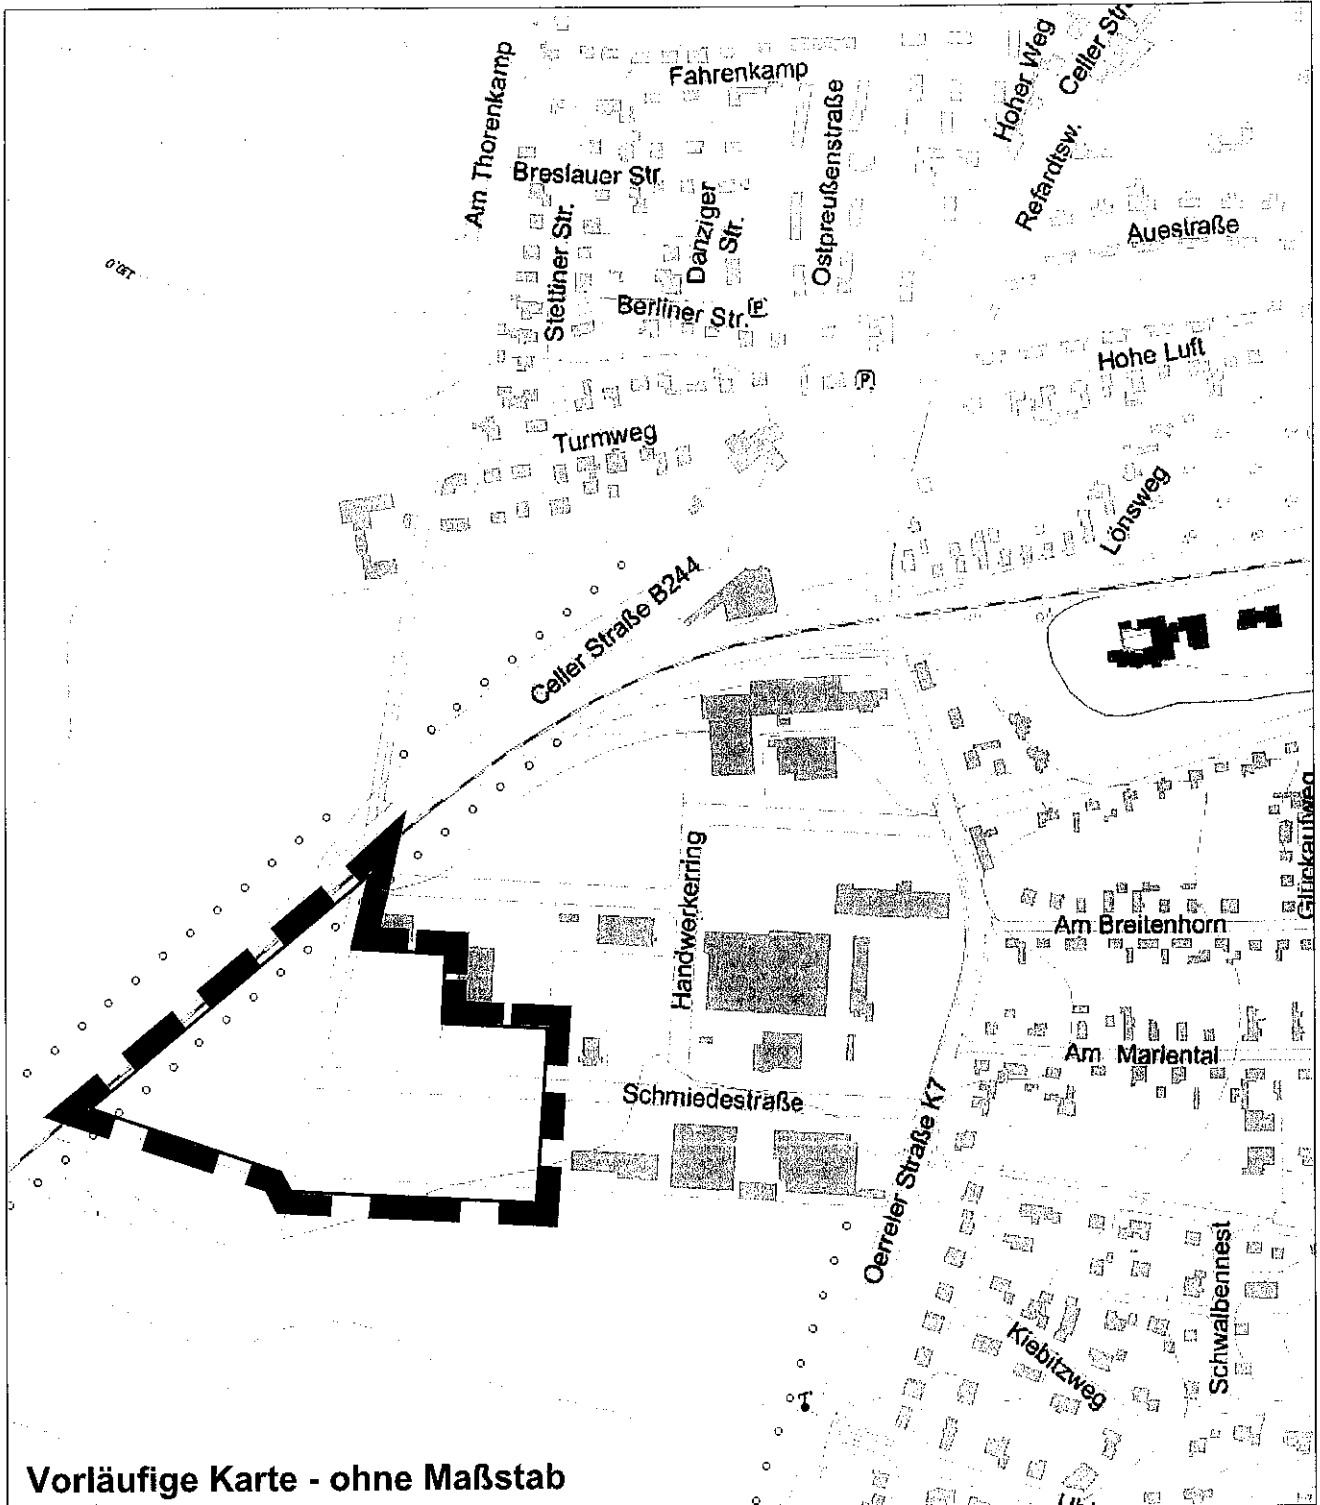 Am Thorenkamp
Fahrenkamp
Hoher Weg
Celler
Breslauer Str.
Stettiner Str.
Danziger
Str.
Ostpreußenstraße
Refardtsw.
Auestraße
Berliner Str.
P
Hohe Luft
P
Turmweg
Lönsweg
Celler Straße B244
Handwerkerring
Glückaufweg
Am Breitenhorn
Am Mariental
Schmiedestraße
Oerreler Straße K7
Schwalbennest
Kiebitzweg
Vorläufige Karte - ohne Maßstab